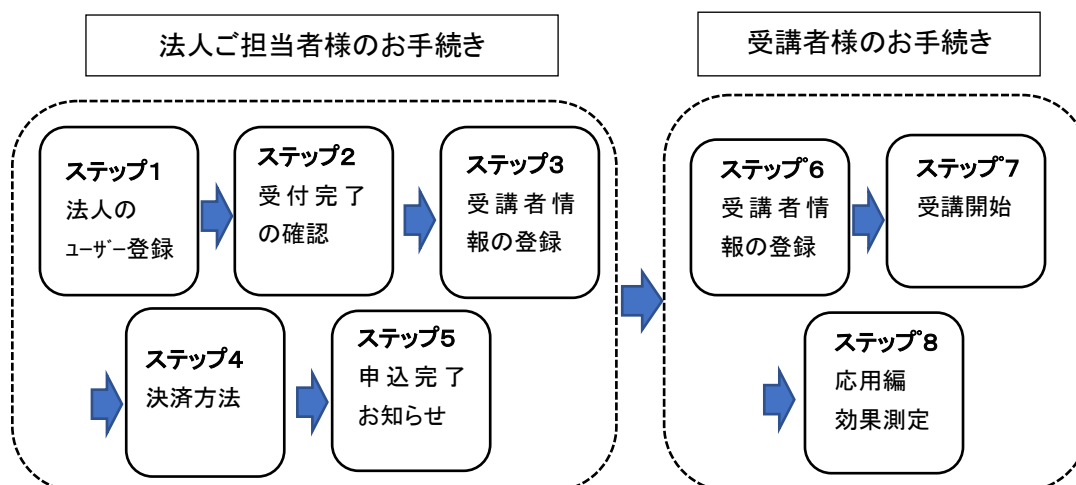 法人ご担当者様のお手続き
受講者様のお手続き
ステップ1
法人の
ユーザー登録
ステップ2
受付完了
の確認
ステップ3
受講者情
報の登録
ステップ4
決済方法
ステップ5
申込完了
お知らせ
ステップ6
受講者情
報の登録
ステップ7
受講開始
ステップ8
応用編
効果測定